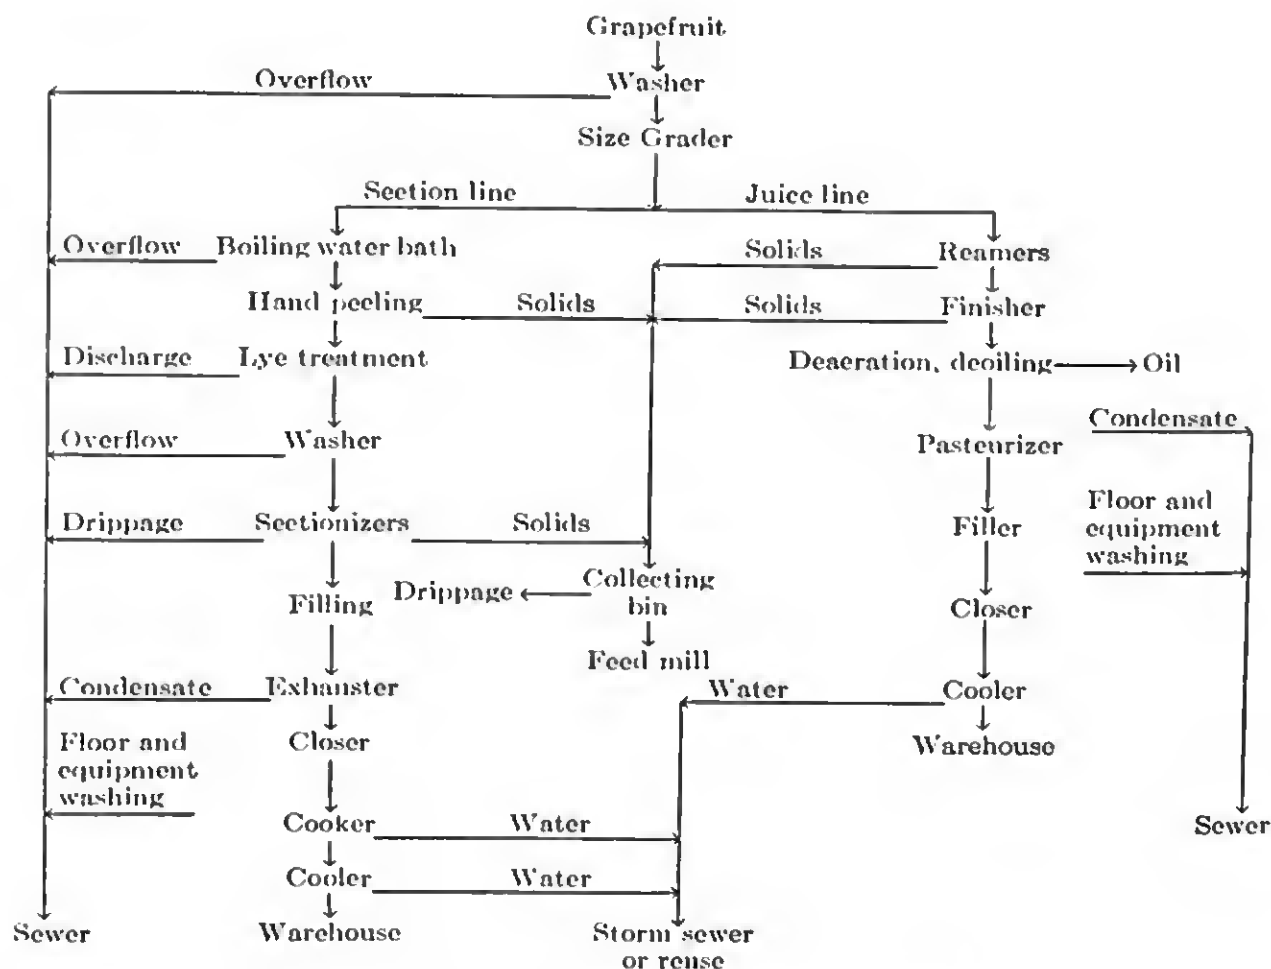 Grapefruit
Overflow
Washer
Size Grader
Section line
Juice line
Overflow
Boiling water bath
Solids
Reamers
Hand peeling
Solids
Solids
Finisher
Discharge
Lye treatment
Deaeration, deoiling
Oil
Condensate
Overflow
Washer
Pasteurizer
Floor and
equipment
washing
Drippage
Sectionizers
Solids
Filler
Drippage
Collecting
bin
Filling
Closer
Feed mill
Condensate
Exhauster
Water
Cooler
Floor and
equipment
washing
Closer
Warehouse
Cooker
Water
Sewer
Cooler
Water
Sewer
Warehouse
Storm sewer
or reuse